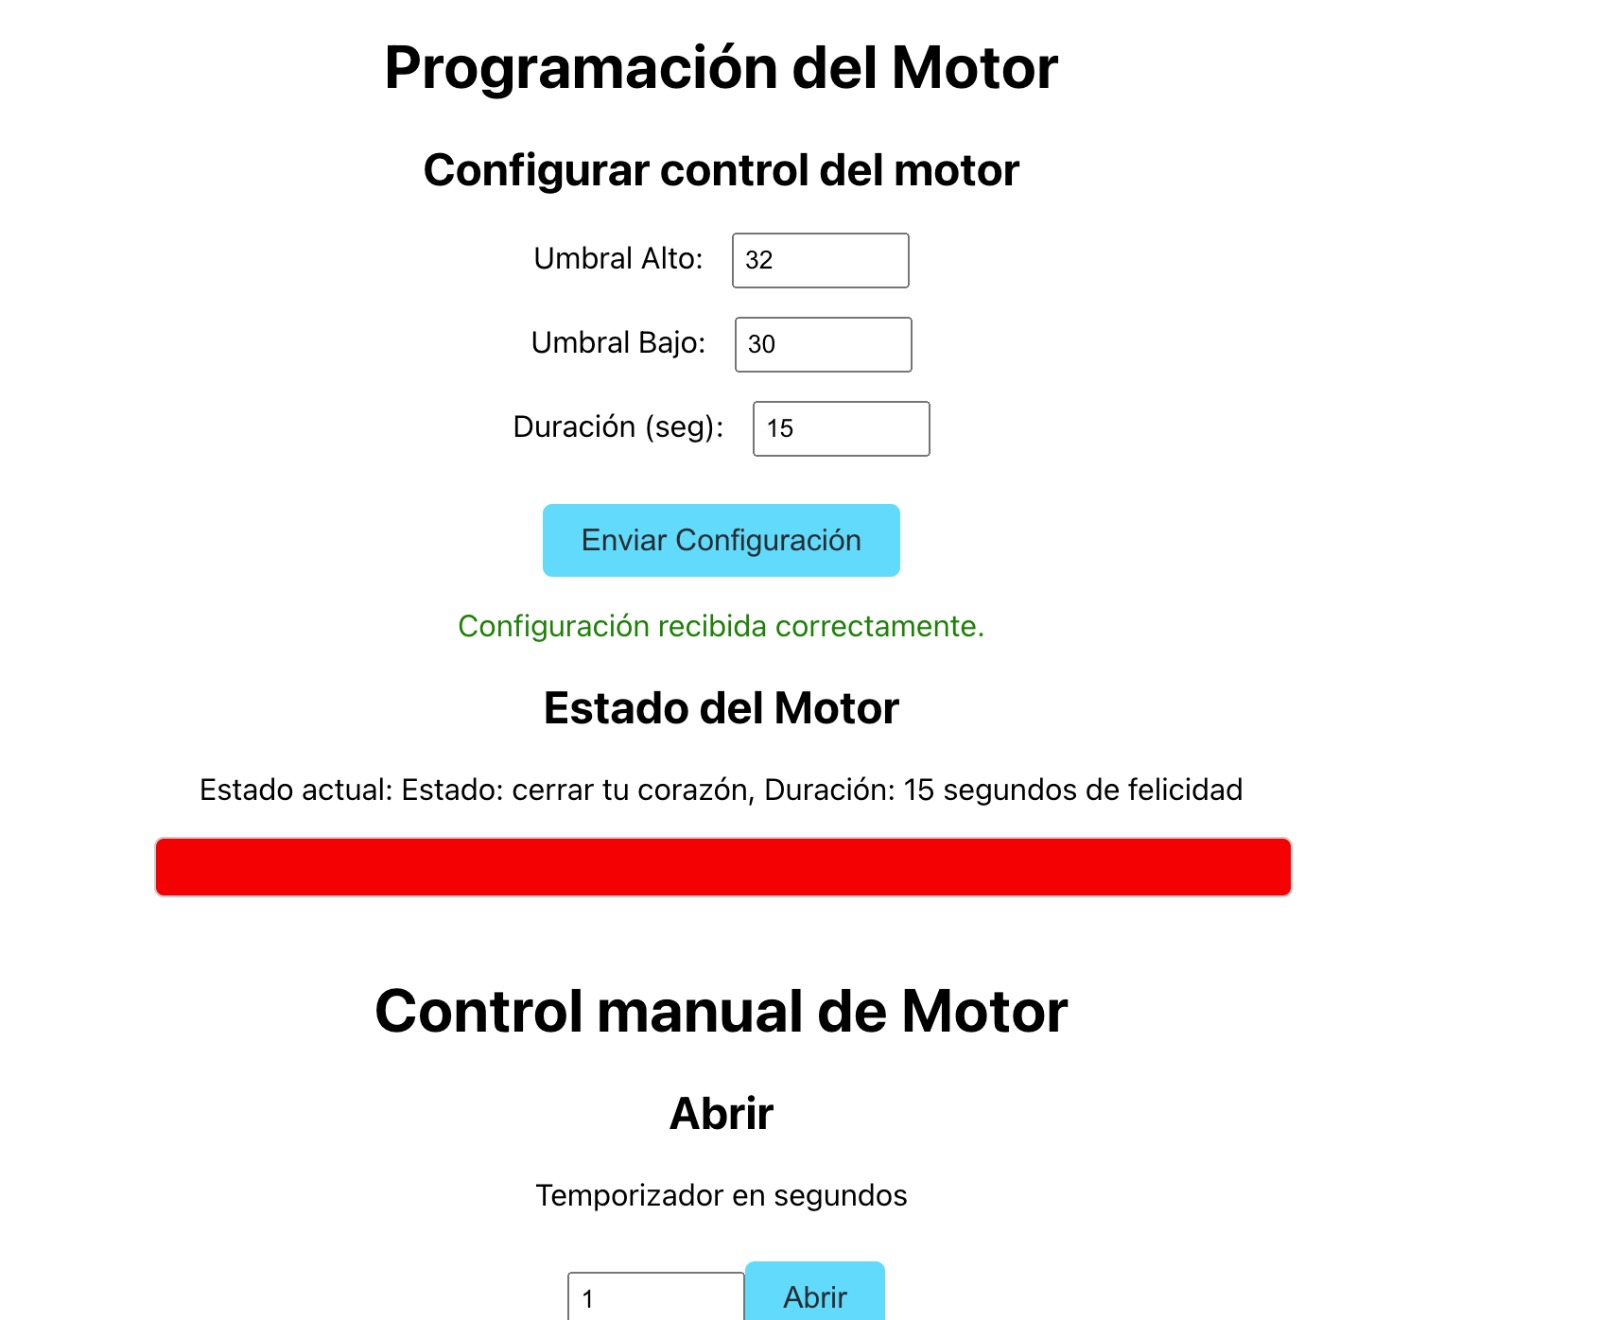 Programación del Motor
Configurar control del motor
Umbral Alto: 32
Umbral Bajo: 30
Duración (seg): 15
Enviar Configuración
Configuración recibida correctamente.
Estado del Motor
Estado actual: Estado: cerrar tu corazón, Duración: 15 segundos de felicidad
Control manual de Motor
Abrir
Temporizador en segundos
1 Abrir